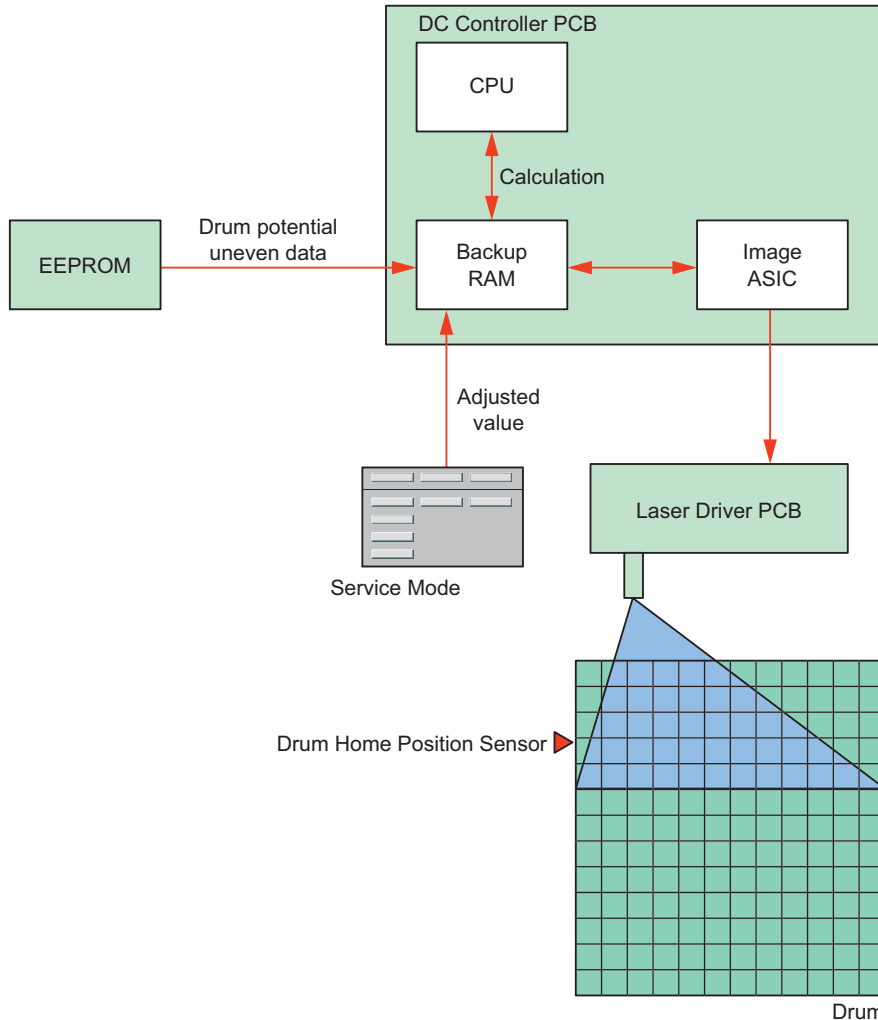 DC Controller PCB
CPU
Calculation
Drum potential
uneven data
EEPROM
Backup
RAM
Image
ASIC
Adjusted
value
Laser Driver PCB
Service Mode
Drum Home Position Sensor
Drum